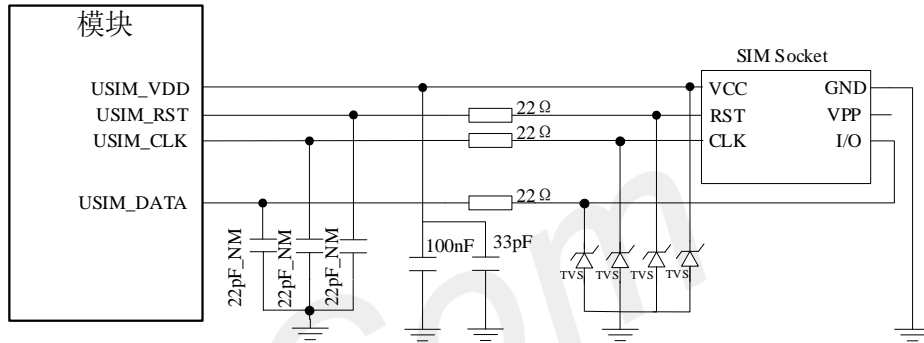 模块
SIM Socket
USIM_VDD
VCC
GND
USIM_RST
22Ω
RST
VPP
USIM_CLK
22Ω
CLK
I/O
USIM_DATA
22Ω
22pF_NM
22pF_NM
22pF_NM
100nF
33pF
TVS
TVS
TVS
TVS
Com